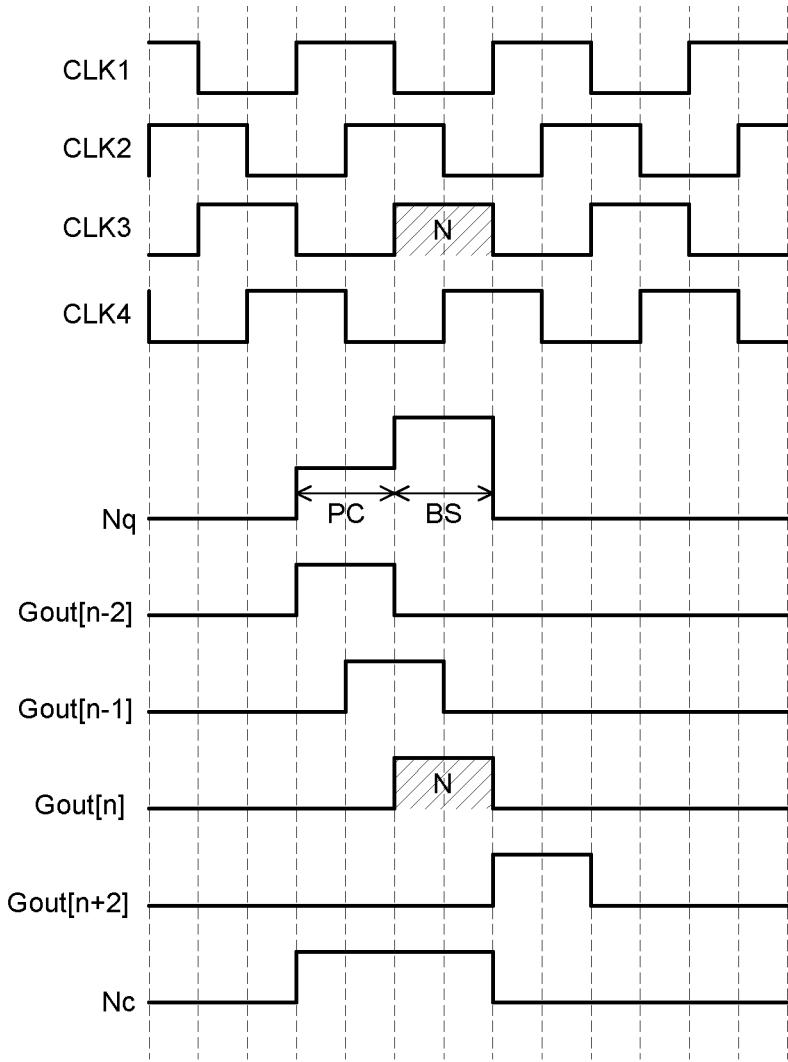 CLK1
CLK2
CLK3
N
CLK4
PC
BS
Nq
Gout[n-2]
Gout[n-1]
N
Gout[n]
Gout[n+2]
Nc